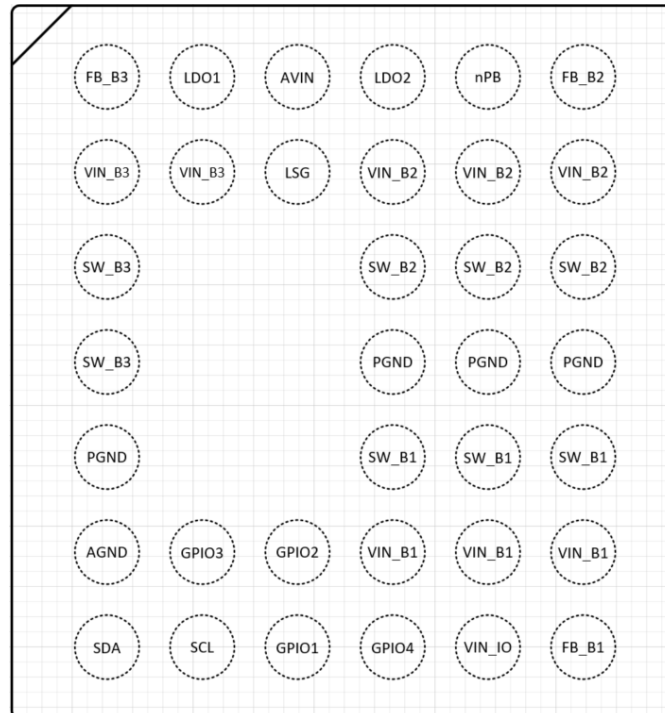 FB_B3 LDO1 AVIN LDO2 nPB FB_B2
VIN_B3 VIN_B3 LSG VIN_B2 VIN_B2 VIN_B2
SW_B3 SW_B2 SW_B2 SW_B2
SW_B3 PGND PGND PGND
PGND SW_B1 SW_B1 SW_B1
AGND GPIO3 GPIO2 VIN_B1 VIN_B1 VIN_B1
SDA SCL GPIO1 GPIO4 VIN_IO FB_B1